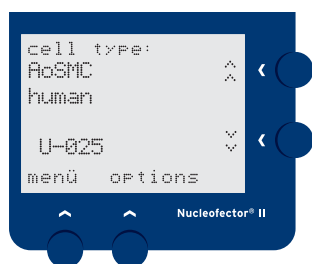 cell type:
AoSMC
human
U-025
menü options
Nucleofector® II